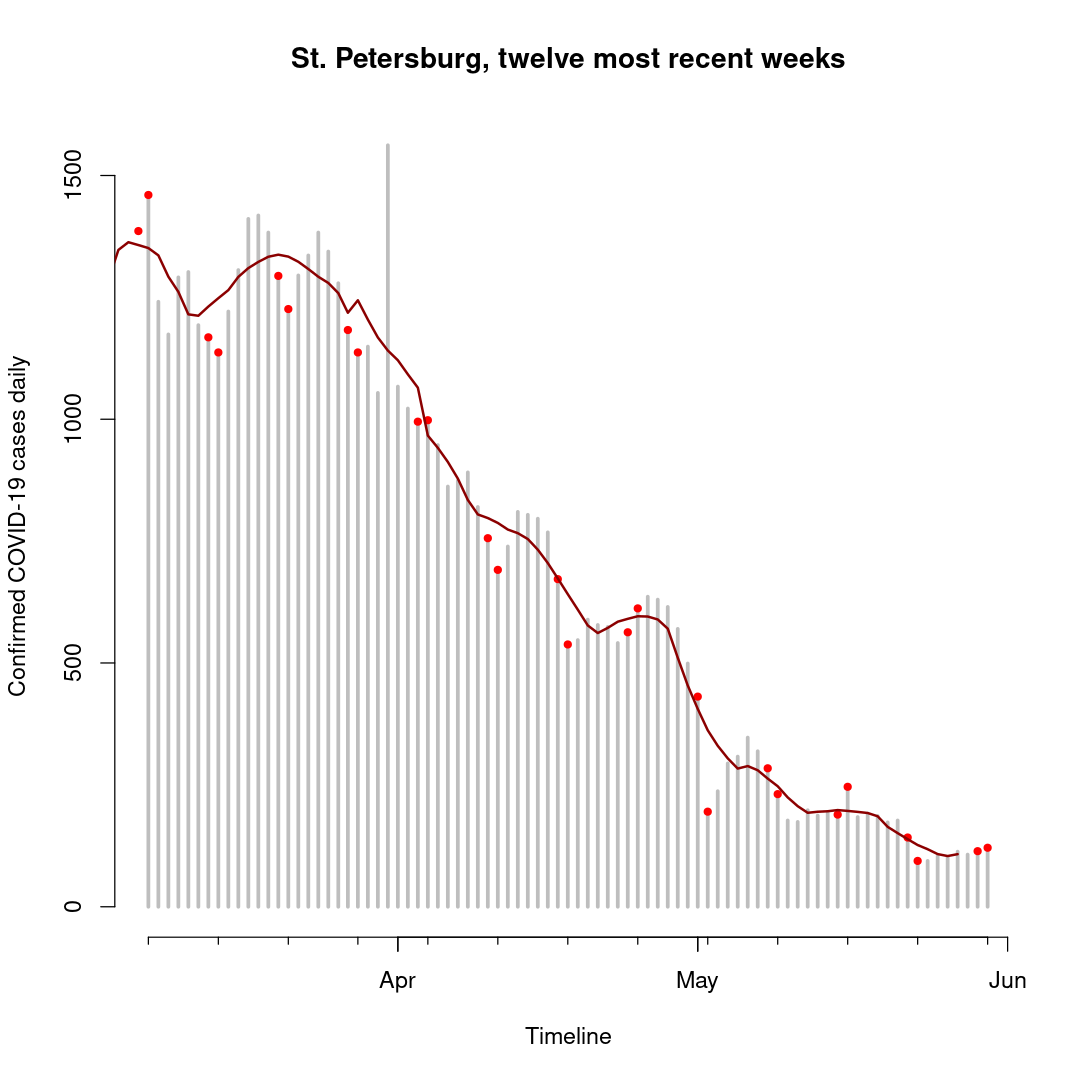 St. Petersburg, twelve most recent weeks
Confirmed COVID-19 cases daily
1500
1000
500
0
Apr May Jun
Timeline